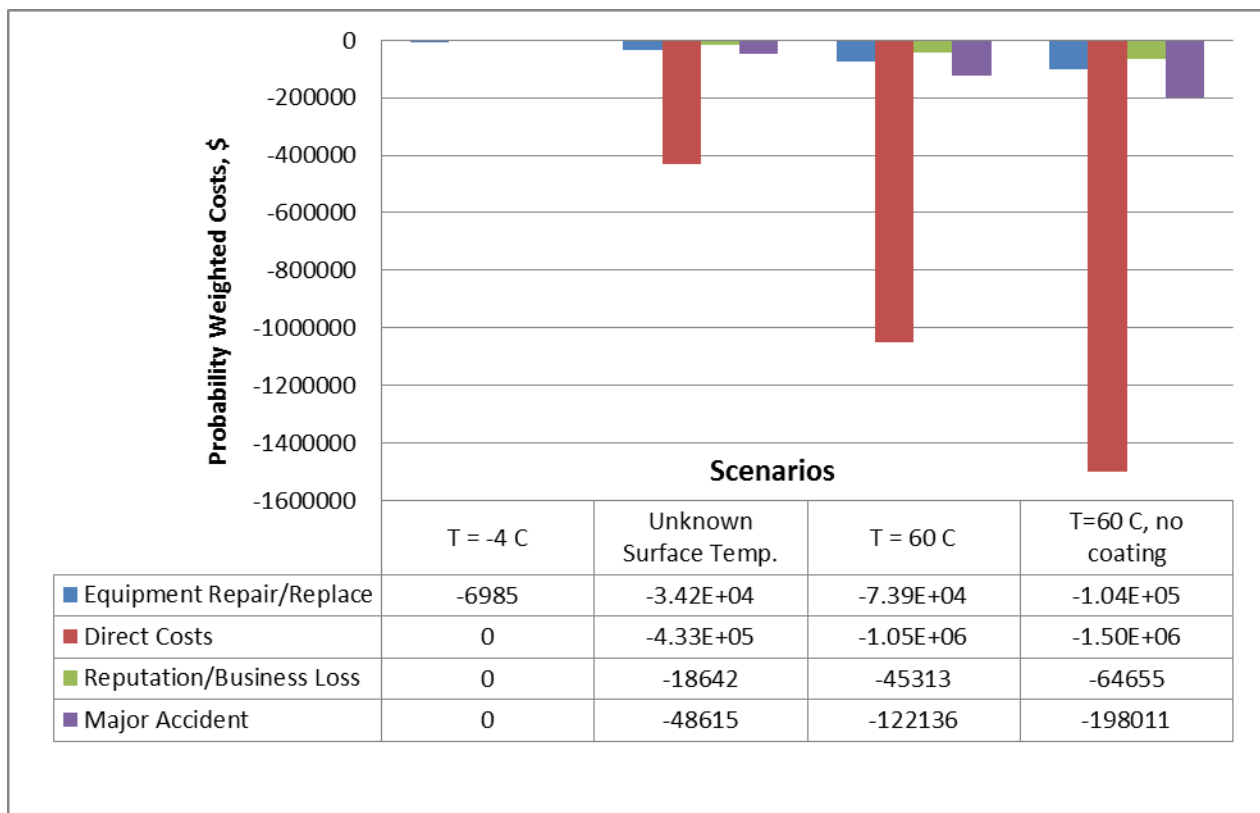 0
-200000
-400000
-600000
-800000
-1000000
-1200000
-1400000
-1600000
Probability Weighted Costs, $
Scenarios
T = -4 C
Unknown
Surface Temp.
T = 60 C
T=60 C, no
coating
Equipment Repair/Replace -6985 -3.42E+04 -7.39E+04 -1.04E+05
Direct Costs 0 -4.33E+05 -1.05E+06 -1.50E+06
Reputation/Business Loss 0 -18642 -45313 -64655
Major Accident 0 -48615 -122136 -198011